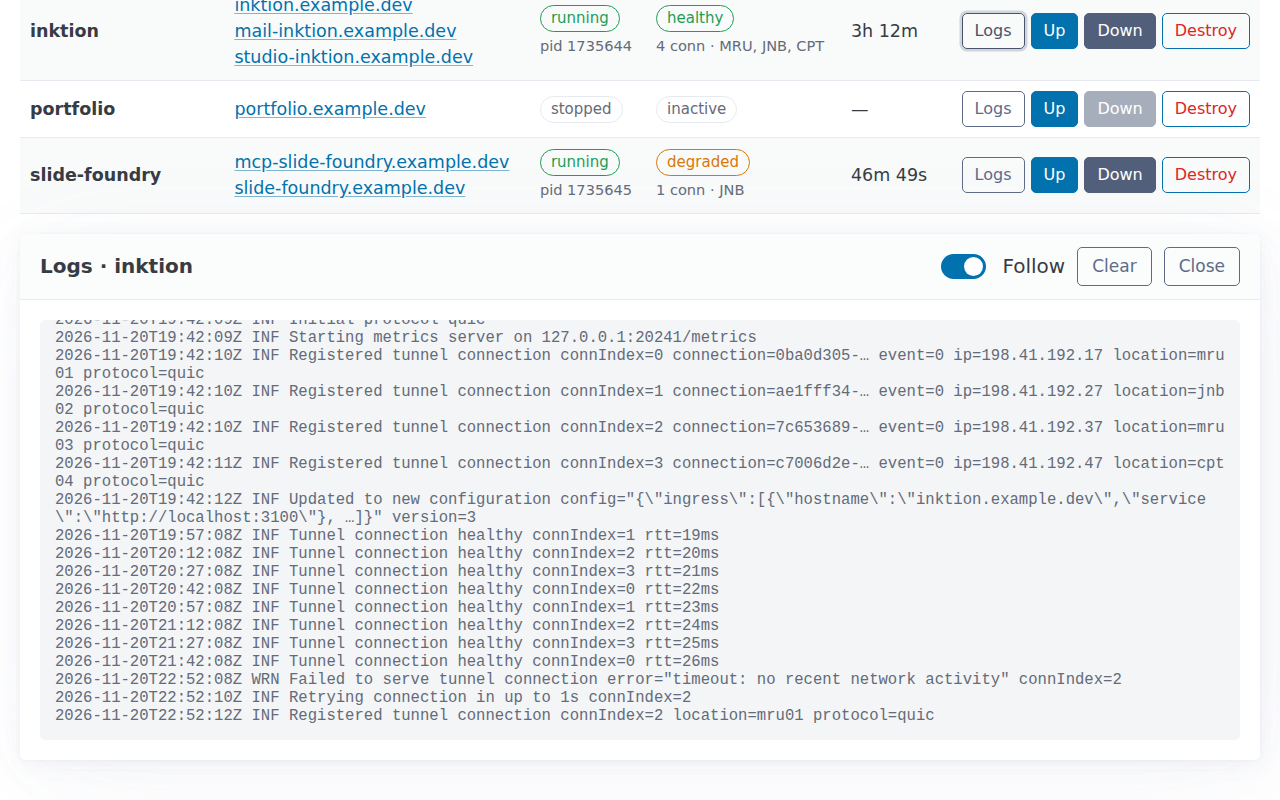 inktion.example.dev
inktion
mail-inktion.example.dev
studio-inktion.example.dev
running
pid 1735644
healthy
4 conn · MRU, JNB, CPT
3h 12m
Logs
Up
Down
Destroy
portfolio
portfolio.example.dev
stopped
inactive
—
Logs
Up
Down
Destroy
slide-foundry
mcp-slide-foundry.example.dev
slide-foundry.example.dev
running
pid 1735645
degraded
1 conn · JNB
46m 49s
Logs
Up
Down
Destroy
Logs · inktion
Follow
Clear
Close
2026-11-20T19:42:09Z INF Initial protocol quic
2026-11-20T19:42:09Z INF Starting metrics server on 127.0.0.1:20241/metrics
2026-11-20T19:42:10Z INF Registered tunnel connection connIndex=0 connection=0ba0d305-… event=0 ip=198.41.192.17 location=mru
01 protocol=quic
2026-11-20T19:42:10Z INF Registered tunnel connection connIndex=1 connection=ae1fff34-… event=0 ip=198.41.192.27 location=jnb
02 protocol=quic
2026-11-20T19:42:10Z INF Registered tunnel connection connIndex=2 connection=7c653689-… event=0 ip=198.41.192.37 location=mru
03 protocol=quic
2026-11-20T19:42:11Z INF Registered tunnel connection connIndex=3 connection=c7006d2e-… event=0 ip=198.41.192.47 location=cpt
04 protocol=quic
2026-11-20T19:42:12Z INF Updated to new configuration config="{\"ingress\":[{\"hostname\":\"inktion.example.dev\",\"service
\":\"http://localhost:3100\"}, …]}" version=3
2026-11-20T19:57:08Z INF Tunnel connection healthy connIndex=1 rtt=19ms
2026-11-20T20:12:08Z INF Tunnel connection healthy connIndex=2 rtt=20ms
2026-11-20T20:27:08Z INF Tunnel connection healthy connIndex=3 rtt=21ms
2026-11-20T20:42:08Z INF Tunnel connection healthy connIndex=0 rtt=22ms
2026-11-20T20:57:08Z INF Tunnel connection healthy connIndex=1 rtt=23ms
2026-11-20T21:12:08Z INF Tunnel connection healthy connIndex=2 rtt=24ms
2026-11-20T21:27:08Z INF Tunnel connection healthy connIndex=3 rtt=25ms
2026-11-20T21:42:08Z INF Tunnel connection healthy connIndex=0 rtt=26ms
2026-11-20T22:52:08Z WRN Failed to serve tunnel connection error="timeout: no recent network activity" connIndex=2
2026-11-20T22:52:10Z INF Retrying connection in up to 1s connIndex=2
2026-11-20T22:52:12Z INF Registered tunnel connection connIndex=2 location=mru01 protocol=quic